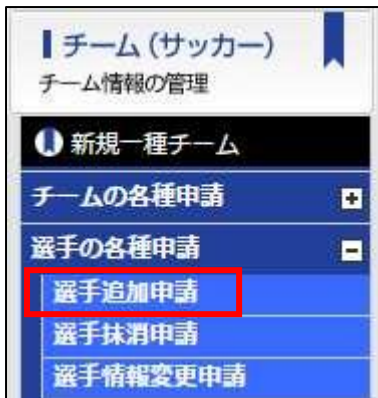 チーム（サッカー）
チーム情報の管理
新規一種チーム
チームの各種申請
選手の各種申請
選手追加申請
選手抹消申請
選手情報変更申請